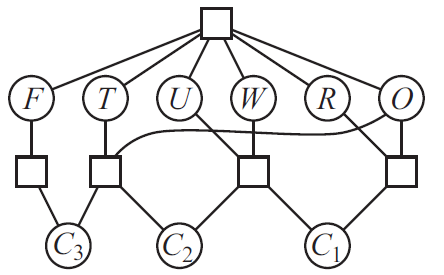 F T U W R O
C₃ C₂ C₁